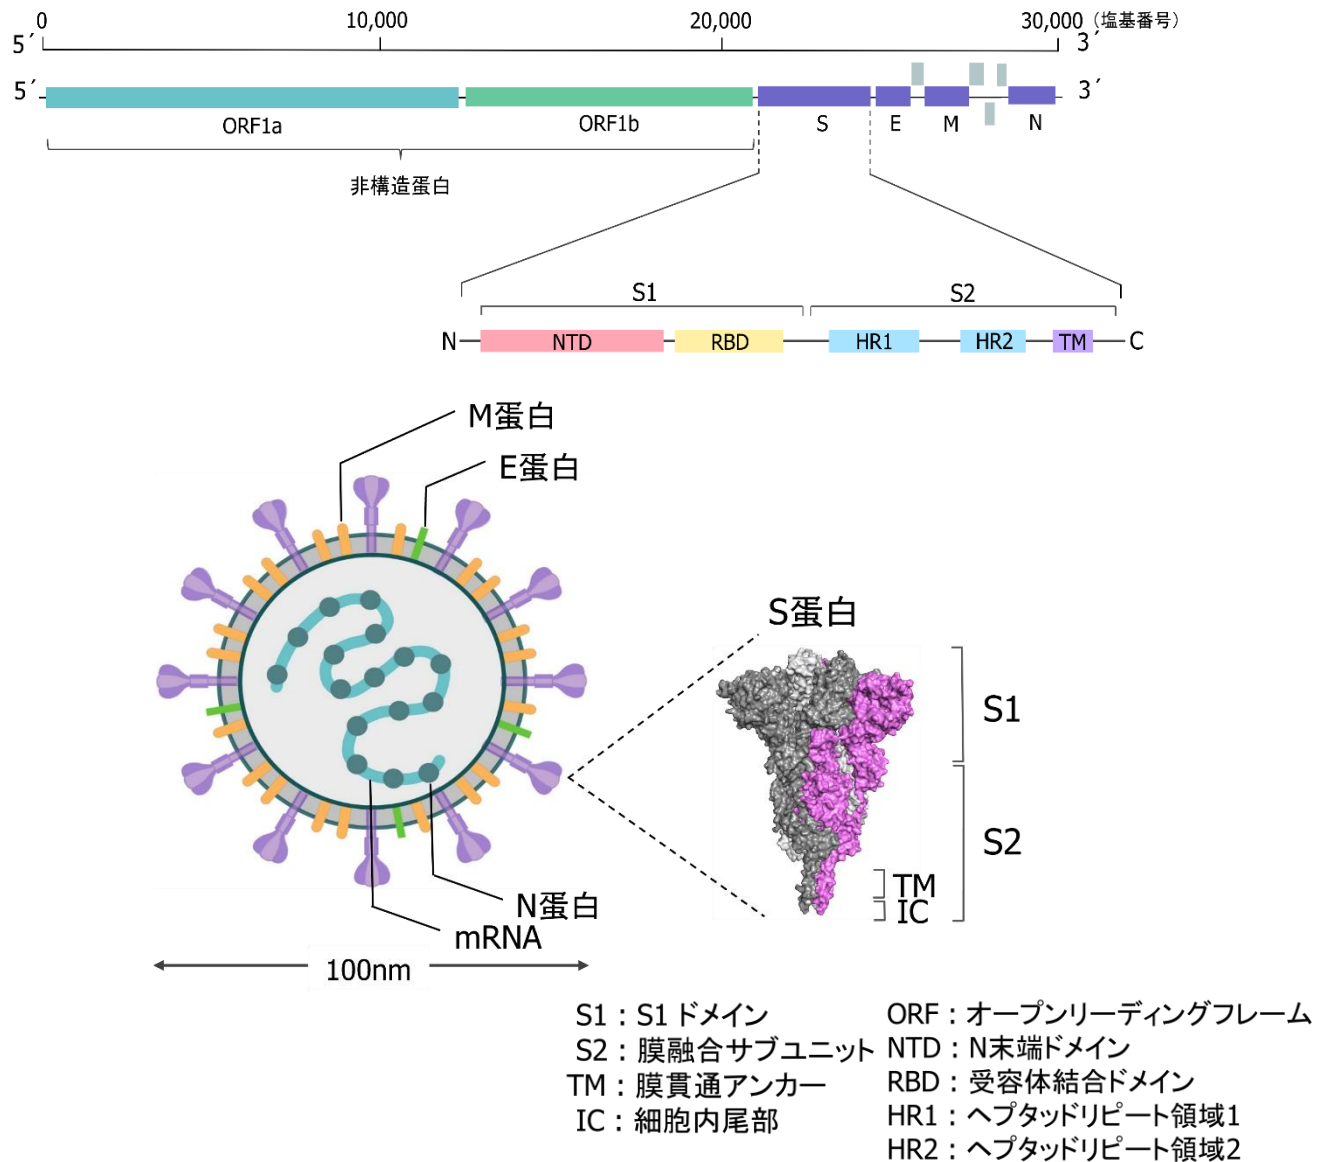 0 10,000 20,000 30,000 (塩基番号)
5´ 3´
5´ 3´
ORF1a ORF1b S E M N
非構造蛋白
S1 S2
N NTD RBD HR1 HR2 TM C
M蛋白
E蛋白
S蛋白
S1
S2
TM
IC
N蛋白
mRNA
100nm
S1：S1ドメイン
S2：膜融合サブユニット
TM：膜貫通アンカー
IC：細胞内尾部
ORF：オープンリーディングフレーム
NTD：N末端ドメイン
RBD：受容体結合ドメイン
HR1：ヘプタッドリピート領域1
HR2：ヘプタッドリピート領域2